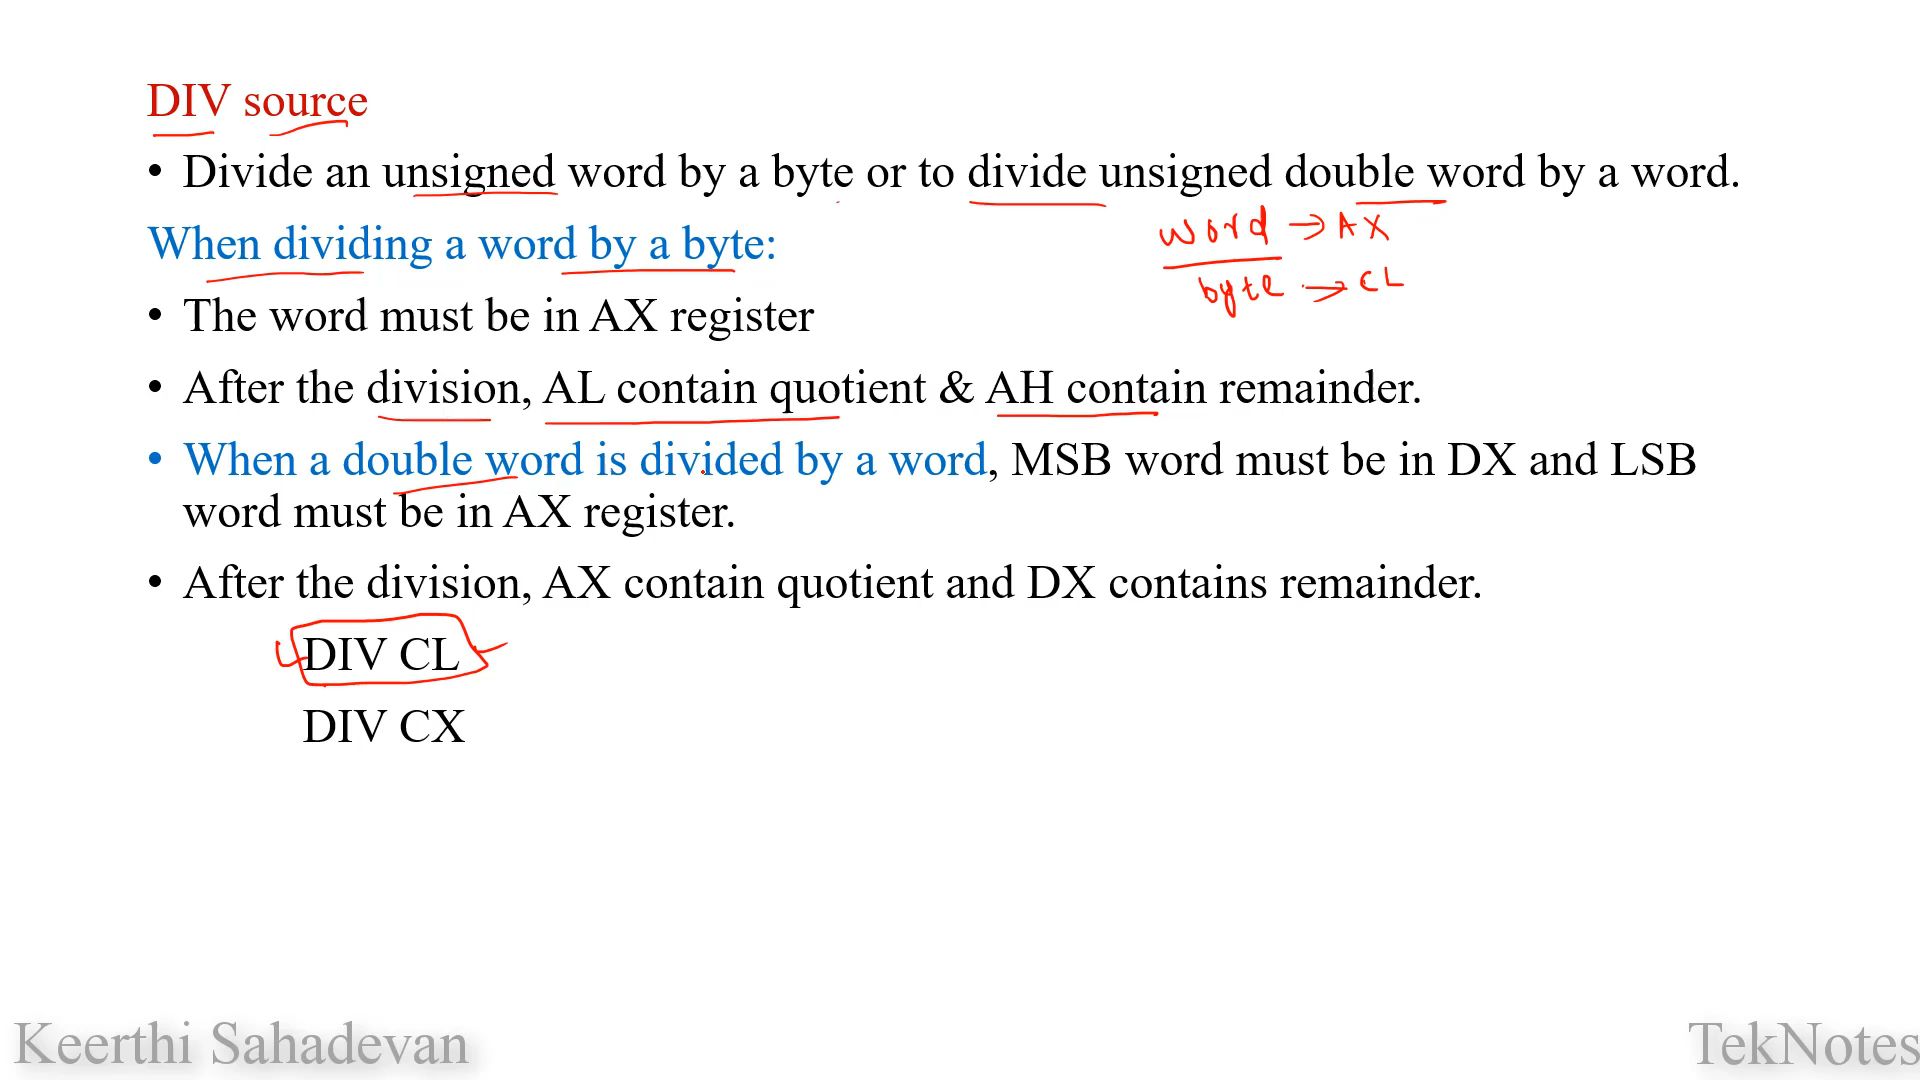 DIV source
• Divide an unsigned word by a byte or to divide unsigned double word by a word.
word → AX
When dividing a word by a byte:
byte → CL
• The word must be in AX register
• After the division, AL contain quotient & AH contain remainder.
• When a double word is divided by a word, MSB word must be in DX and LSB
word must be in AX register.
• After the division, AX contain quotient and DX contains remainder.
DIV CL
DIV CX
Keerthi Sahadevan
TekNotes